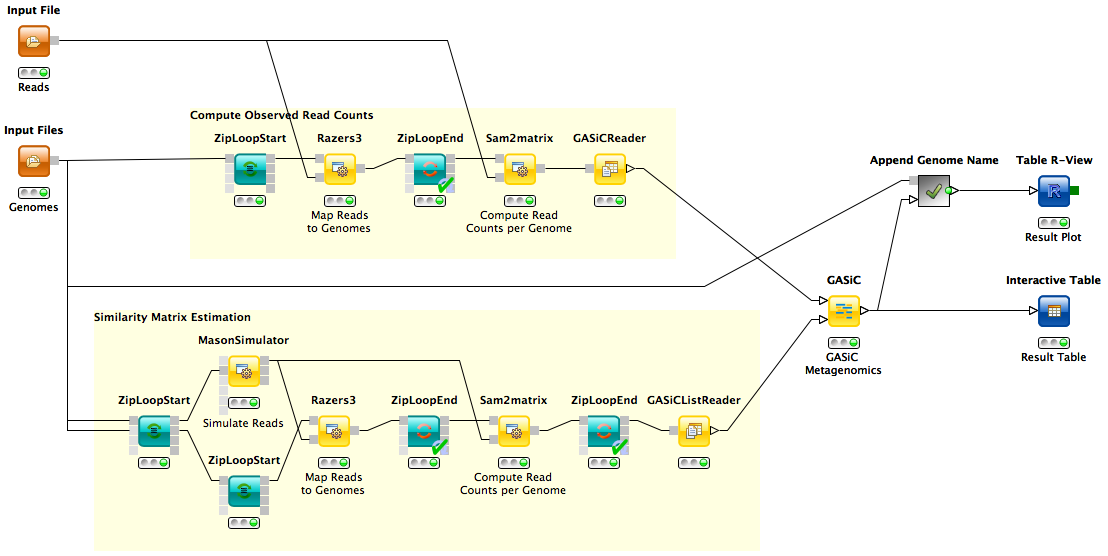 Input File
Reads
Input Files
Genomes
Compute Observed Read Counts
ZipLoopStart
Razers3
ZipLoopEnd
Sam2matrix
GASiCReader
Map Reads
to Genomes
Compute Read
Counts per Genome
Append Genome Name
Table R-View
R
Result Plot
GASiC
GASiC
Metagenomics
Interactive Table
Result Table
Similarity Matrix Estimation
MasonSimulator
Simulate Reads
ZipLoopStart
ZipLoopStart
Razers3
ZipLoopEnd
Sam2matrix
ZipLoopEnd
GASiCListReader
Map Reads
to Genomes
Compute Read
Counts per Genome